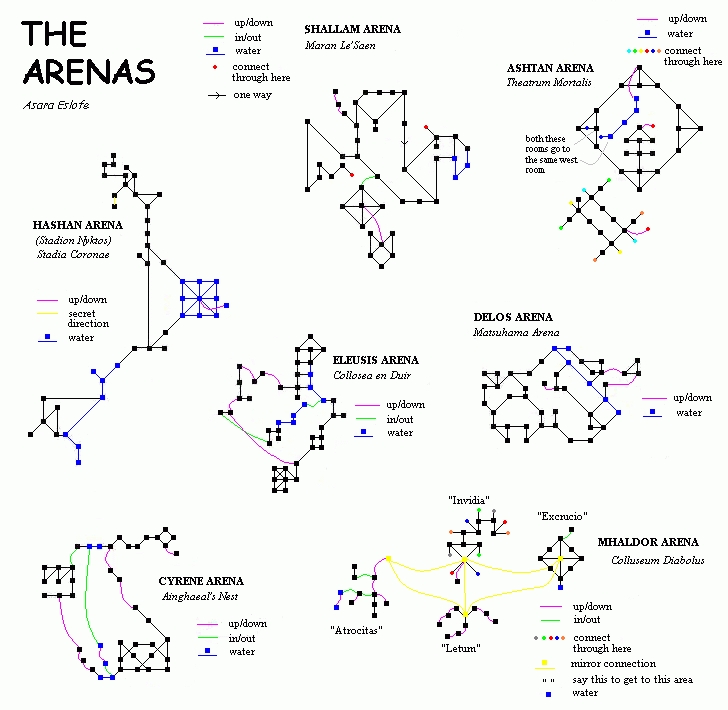 THE
ARENAS
Asara Eslofe
up/down
in/out
water
connect
through here
one way
SHALLAM ARENA
Maran Le'Saen
up/down
water
connect
through here
ASHTAN ARENA
Theatrum Mortalis
both these
rooms go to
the same west
room
HASHAN ARENA
(Stadion Nyktos)
Stadia Coronae
up/down
secret
direction
water
ELEUSIS ARENA
Collosea en Duir
up/down
in/out
water
DELOS ARENA
Matsuhama Arena
up/down
water
CYRENE ARENA
Ainghaeal's Nest
up/down
in/out
water
"Invidia"
"Excrucio"
MHALDOR ARENA
Colluseum Diabolus
"Atrocitas"
"Letum"
up/down
in/out
connect
through here
mirror connection
" " say this to get to this area
water